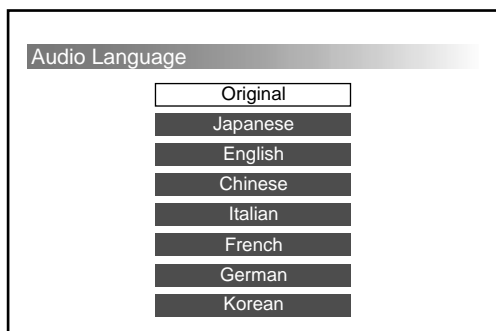 Audio Language
Original
Japanese
English
Chinese
Italian
French
German
Korean